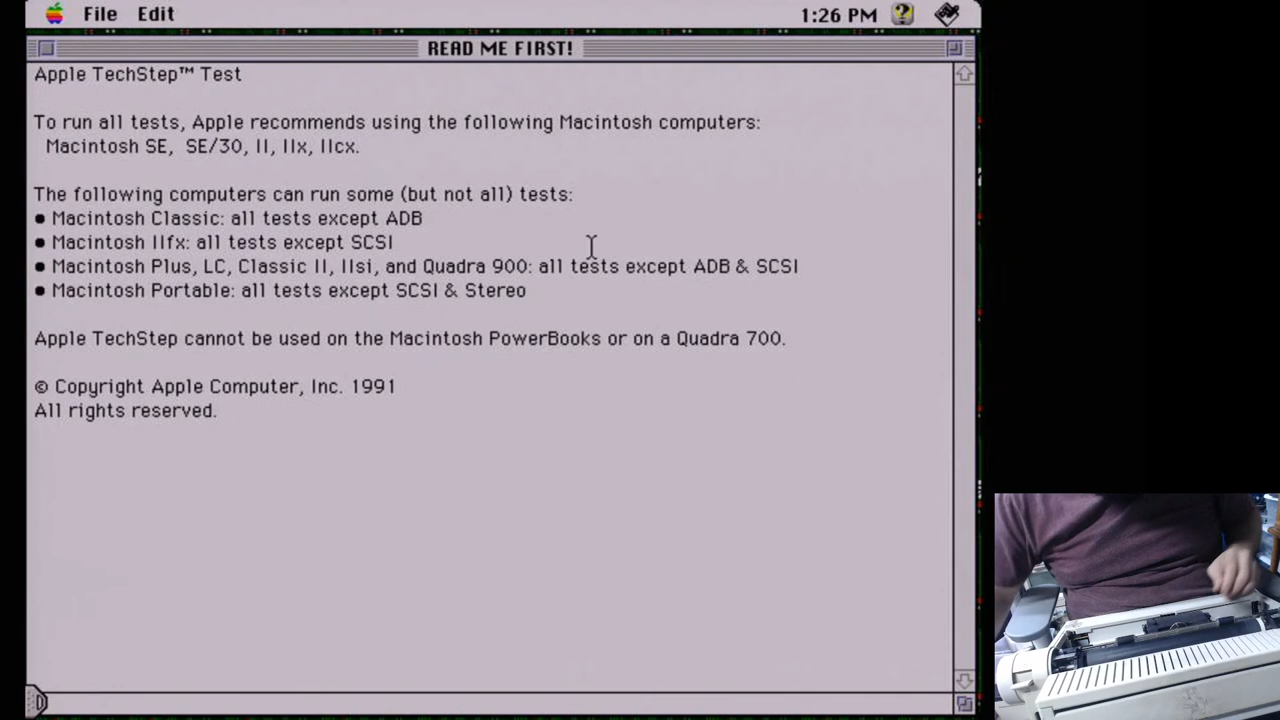 File Edit 1:26 PM
READ ME FIRST!
Apple TechStep™ Test
To run all tests, Apple recommends using the following Macintosh computers:
Macintosh SE, SE/30, II, IIx, IIcx.
The following computers can run some (but not all) tests:
● Macintosh Classic: all tests except ADB
● Macintosh IIfx: all tests except SCSI
● Macintosh Plus, LC, Classic II, IIsi, and Quadra 900: all tests except ADB & SCSI
● Macintosh Portable: all tests except SCSI & Stereo
Apple TechStep cannot be used on the Macintosh PowerBooks or on a Quadra 700.
© Copyright Apple Computer, Inc. 1991
All rights reserved.